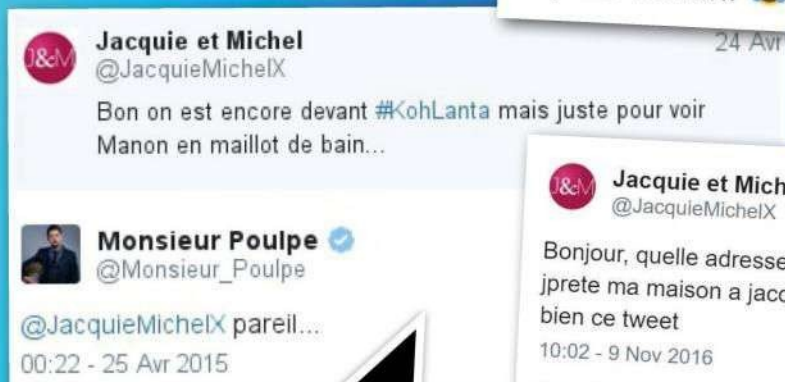 J&M
Jacquie et Michel
24 Avr
@JacquieMichelX
Bon on est encore devant #KohLanta mais juste pour voir
Manon en maillot de bain...
Monsieur Poulpe
@Monsieur_Poulpe
@JacquieMichelX pareil...
00:22 - 25 Avr 2015
J&M
Jacquie et Mich
@JacquieMichelX
Bonjour, quelle adresse
jprete ma maison a jacq
bien ce tweet
10:02 - 9 Nov 2016